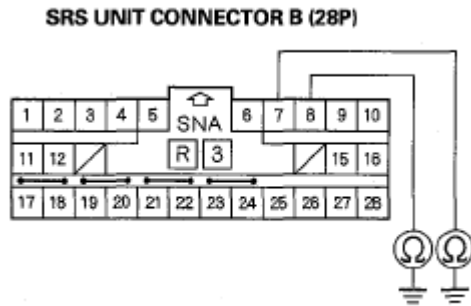 SRS UNIT CONNECTOR B (28P)
1 2 3 4 5 6 7 8 9 10
SNA
11 12 R 3 15 16
17 18 19 20 21 22 23 24 25 26 27 28
Ω Ω